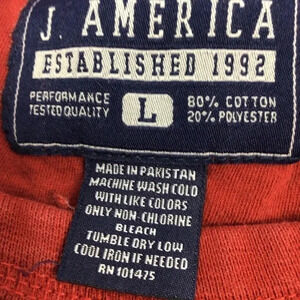 J. AMERICA
ESTABLISHED 1992
PERFORMANCE
TESTED QUALITY
L
80% COTTON
20% POLYESTER
MADE IN PAKISTAN
MACHINE WASH COLD
WITH LIKE COLORS
ONLY NON-CHLORINE
BLEACH
TUMBLE DRY LOW
COOL IRON IF NEEDED
RN 101475